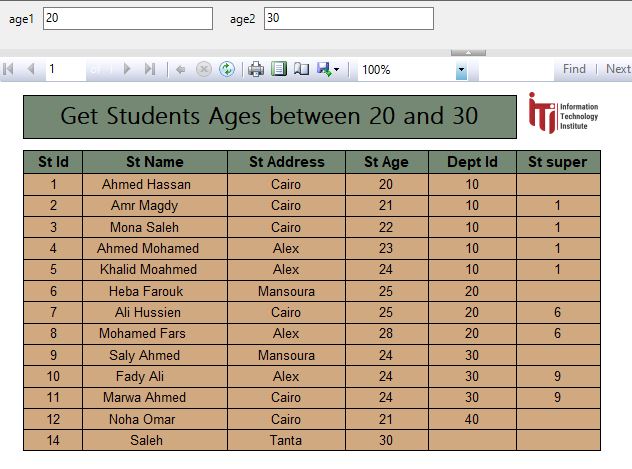 age1 20 age2 30
1 of 1 100% Find | Next
Get Students Ages between 20 and 30
Information
Technology
Institute
St Id St Name St Address St Age Dept Id St super
1 Ahmed Hassan Cairo 20 10
2 Amr Magdy Cairo 21 10 1
3 Mona Saleh Cairo 22 10 1
4 Ahmed Mohamed Alex 23 10 1
5 Khalid Moahmed Alex 24 10 1
6 Heba Farouk Mansoura 25 20
7 Ali Hussien Cairo 25 20 6
8 Mohamed Fars Alex 28 20 6
9 Saly Ahmed Mansoura 24 30
10 Fady Ali Alex 24 30 9
11 Marwa Ahmed Cairo 24 30 9
12 Noha Omar Cairo 21 40
14 Saleh Tanta 30